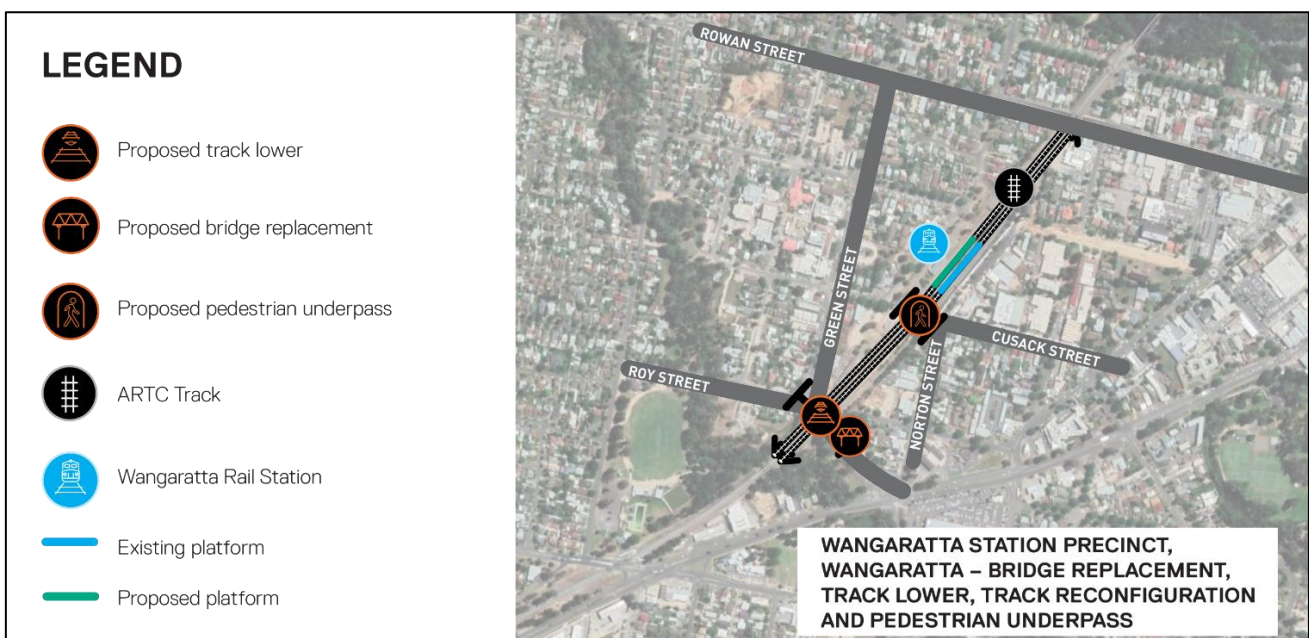 LEGEND
Proposed track lower
Proposed bridge replacement
Proposed pedestrian underpass
ARTC Track
Wangaratta Rail Station
Existing platform
Proposed platform
ROWAN STREET
GREEN STREET
CUSACK STREET
NORTON STREET
ROY STREET
WANGARATTA STATION PRECINCT,
WANGARATTA – BRIDGE REPLACEMENT,
TRACK LOWER, TRACK RECONFIGURATION
AND PEDESTRIAN UNDERPASS